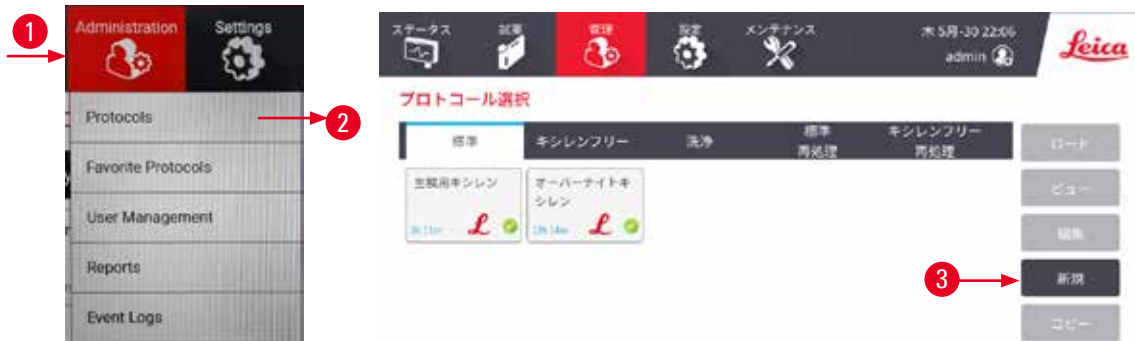 1
Administration
Settings
Protocols
2
Favorite Protocols
User Management
Reports
Event Logs
ステータス
試薬
管理
設定
メンテナンス
木 5月-30 22:06
admin
Leica
プロトコール選択
標準
キシレンフリー
洗浄
標準
再処理
キシレンフリー
再処理
ロード
生検用キシレン
オーバーナイトキ
シレン
L
L
ビュー
編集
3
新規
コピー